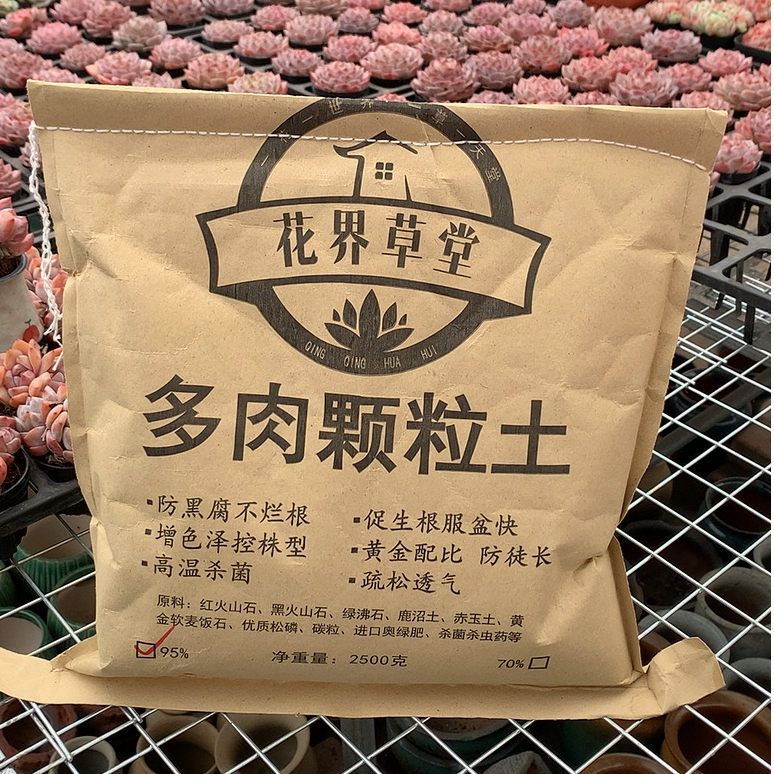 花界草堂
QING QING HUA HUI
多肉颗粒土
▪防黑腐不烂根
▪增色泽控株型
▪高温杀菌
▪促生根服盆快
▪黄金配比 防徒长
▪疏松透气
原料：红火山石、黑火山石、绿沸石、鹿沼土、赤玉土、黄
金软麦饭石、优质松磷、碳粒、进口奥绿肥、杀菌杀虫药等
95%
净重量：2500克
70%